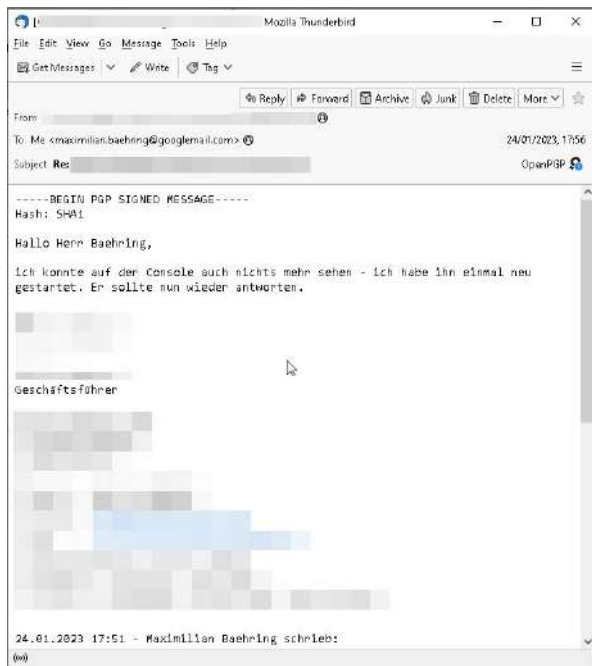 Mozilla Thunderbird
File Edit View Go Message Tools Help
Get Messages Write Tag
Reply Forward Archive Junk Delete More
From
To Me <maximilian.baehring@googlemail.com> 24/01/2023, 17:56
Subject Re: OpenPGP
-----BEGIN PGP SIGNED MESSAGE-----
Hash: SHA1
Hallo Herr Baehring,
ich konnte auf der Console auch nichts mehr sehen - ich habe ihn einmal neu
gestartet. Er sollte nun wieder antworten.
Geschäftsführer
24.01.2023 17:51 - Maximilian Baehring schrieb: